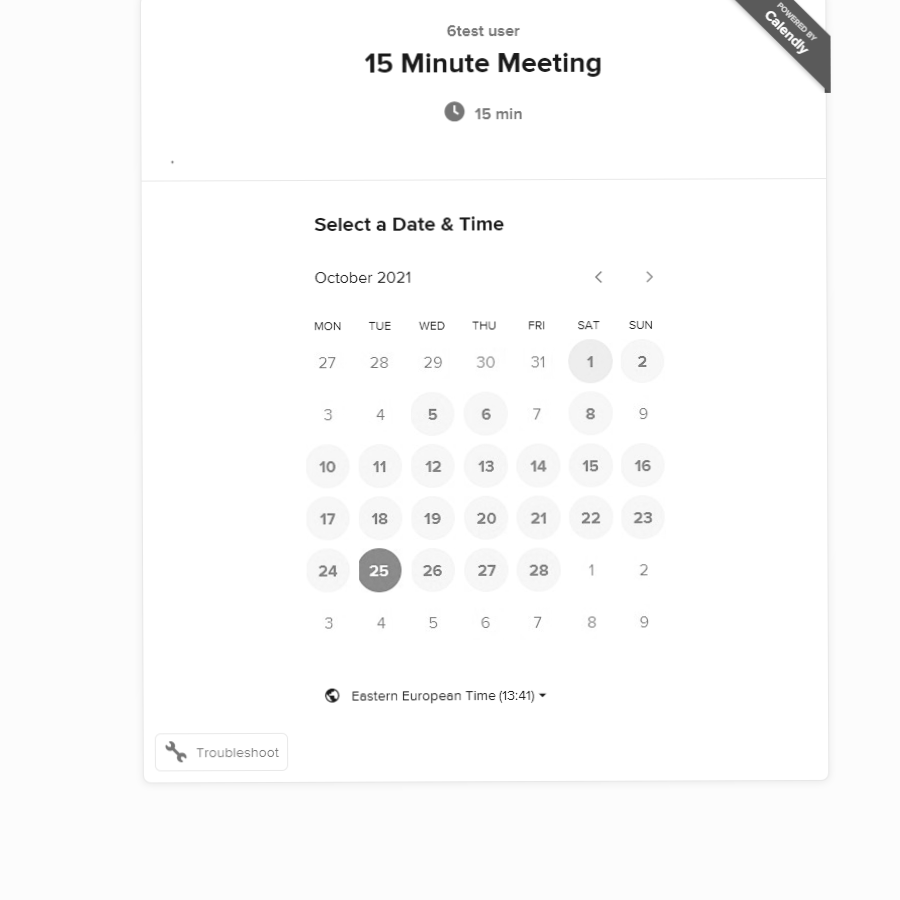 POWERED BY
Calendly
6test user
15 Minute Meeting
15 min
.
Select a Date & Time
October 2021
MON TUE WED THU FRI SAT SUN
27 28 29 30 31 1 2
3 4 5 6 7 8 9
10 11 12 13 14 15 16
17 18 19 20 21 22 23
24 25 26 27 28 1 2
3 4 5 6 7 8 9
Eastern European Time (13:41)
Troubleshoot